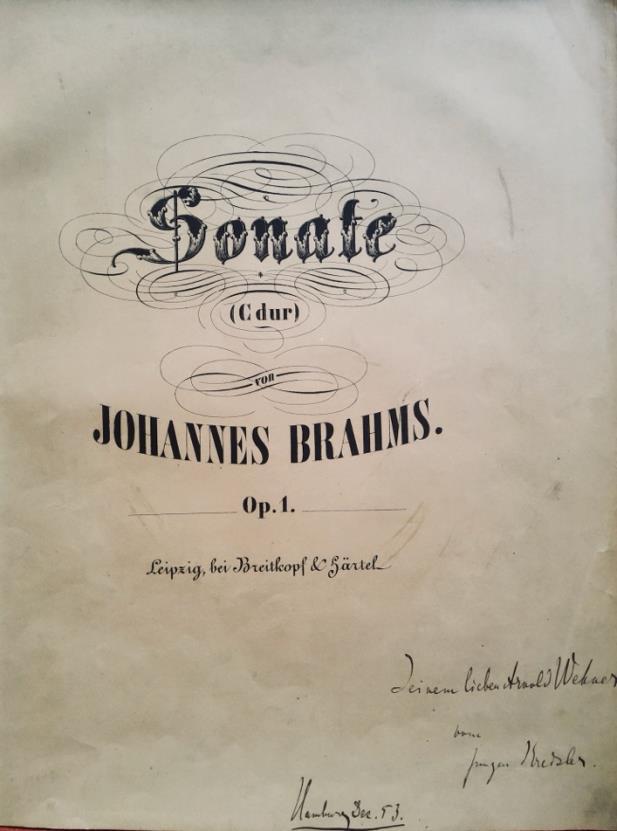 Sonate
(C dur)
von
JOHANNES BRAHMS.
Op. 1.
Leipzig, bei Breitkopf & Härtel
Seinem lieben Arnold Wehner
vom
jungen Kreisler.
Hamburg Dec. 53.